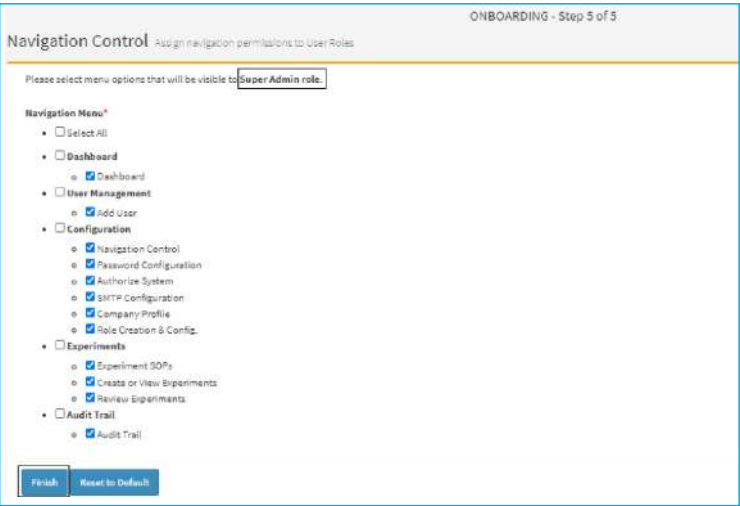 ONBOARDING - Step 5 of 5
Navigation Control Assign navigation permissions to User Roles
Please select menu options that will be visible to Super Admin role.
Navigation Menu*
Select All
Dashboard
Dashboard
User Management
Add User
Configuration
Navigation Control
Password Configuration
Authorize System
SMTP Configuration
Company Profile
Role Creation & Config.
Experiments
Experiment SOPs
Create or View Experiments
Review Experiments
Audit Trail
Audit Trail
Finish Reset to Default